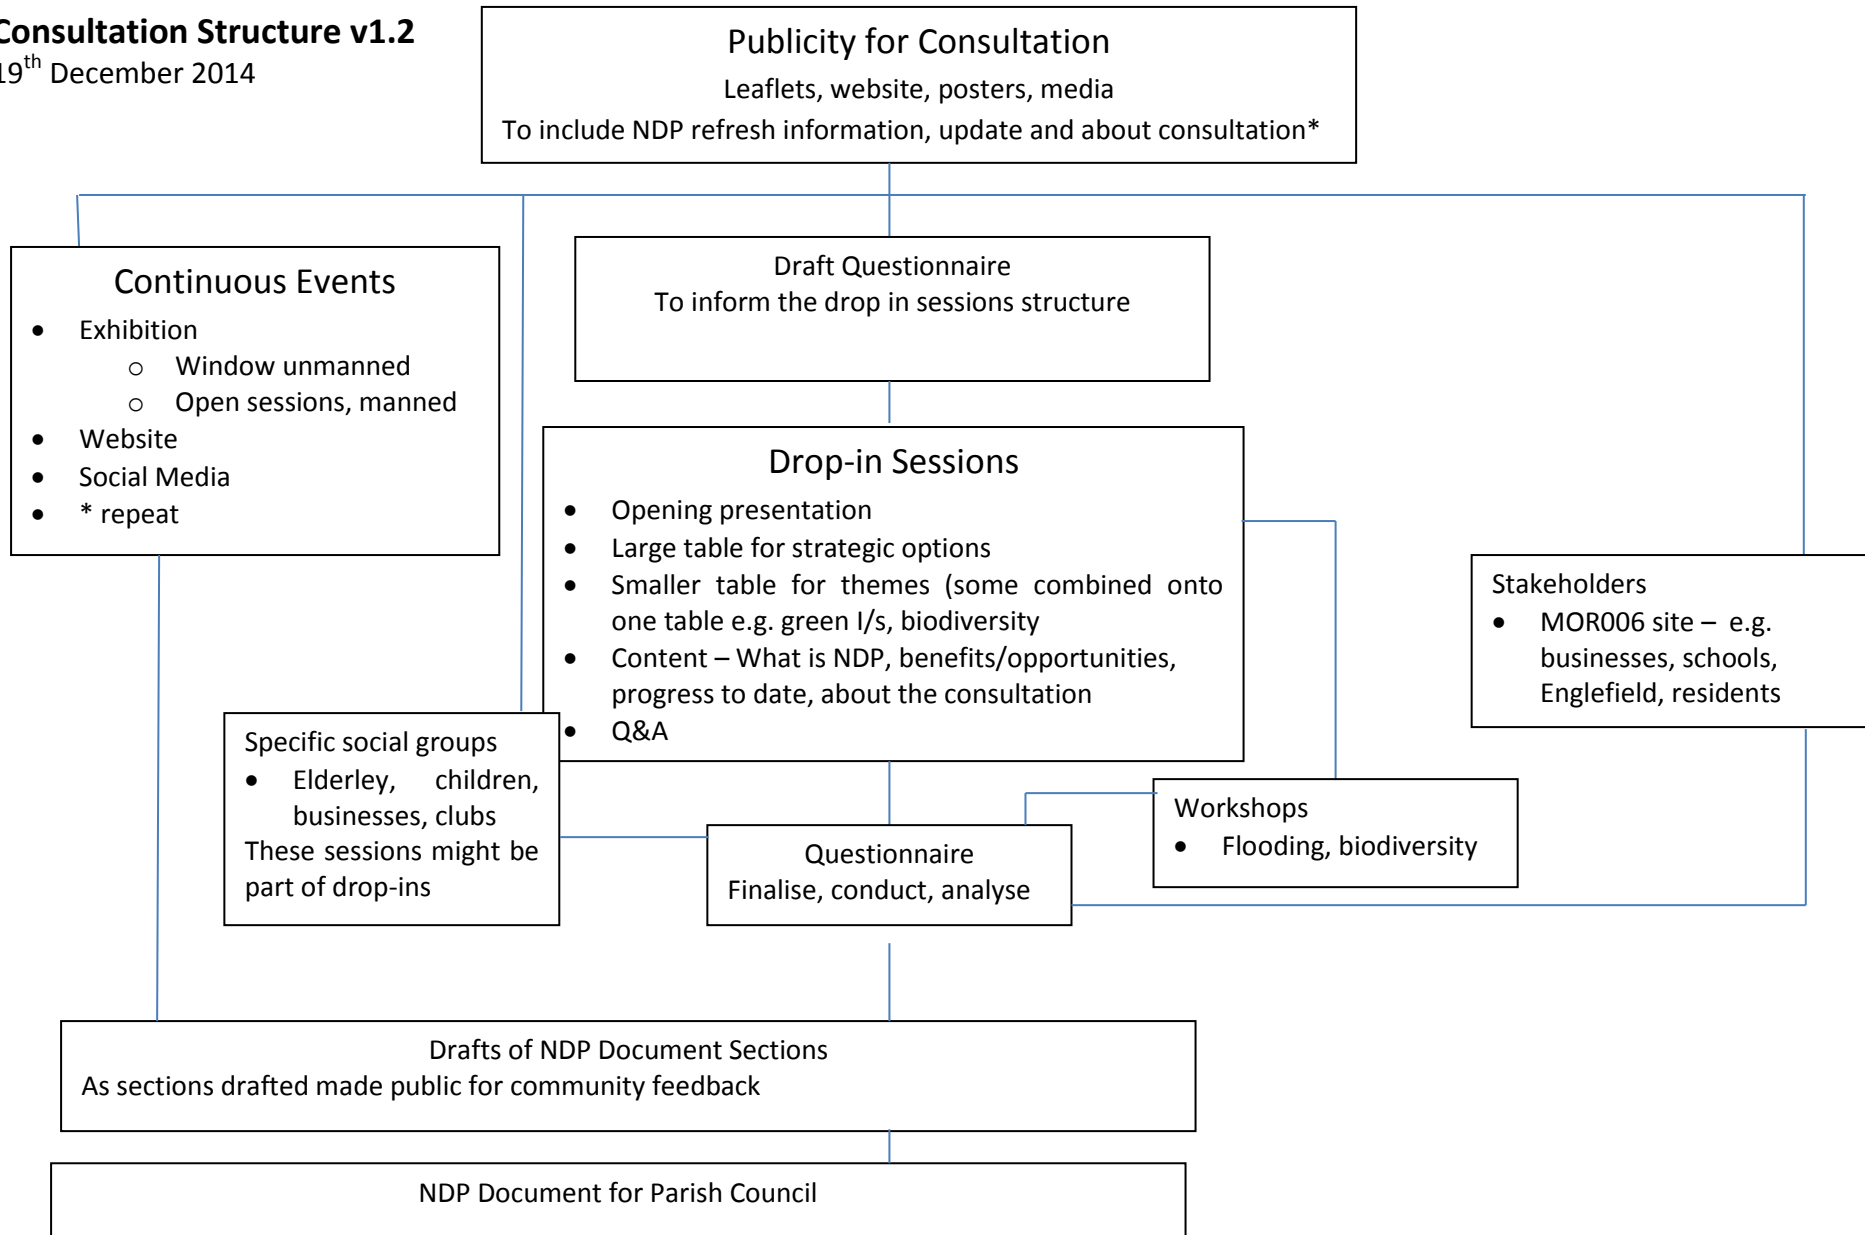 Consultation Structure v1.2
19th December 2014
Publicity for Consultation
Leaflets, website, posters, media
To include NDP refresh information, update and about consultation*
Continuous Events
• Exhibition
o Window unmanned
o Open sessions, manned
• Website
• Social Media
• * repeat
Draft Questionnaire
To inform the drop in sessions structure
Drop-in Sessions
• Opening presentation
• Large table for strategic options
• Smaller table for themes (some combined onto
one table e.g. green I/s, biodiversity
• Content – What is NDP, benefits/opportunities,
progress to date, about the consultation
• Q&A
Stakeholders
• MOR006 site – e.g.
businesses, schools,
Englefield, residents
Specific social groups
• Elderley, children,
businesses, clubs
These sessions might be
part of drop-ins
Workshops
• Flooding, biodiversity
Questionnaire
Finalise, conduct, analyse
Drafts of NDP Document Sections
As sections drafted made public for community feedback
NDP Document for Parish Council